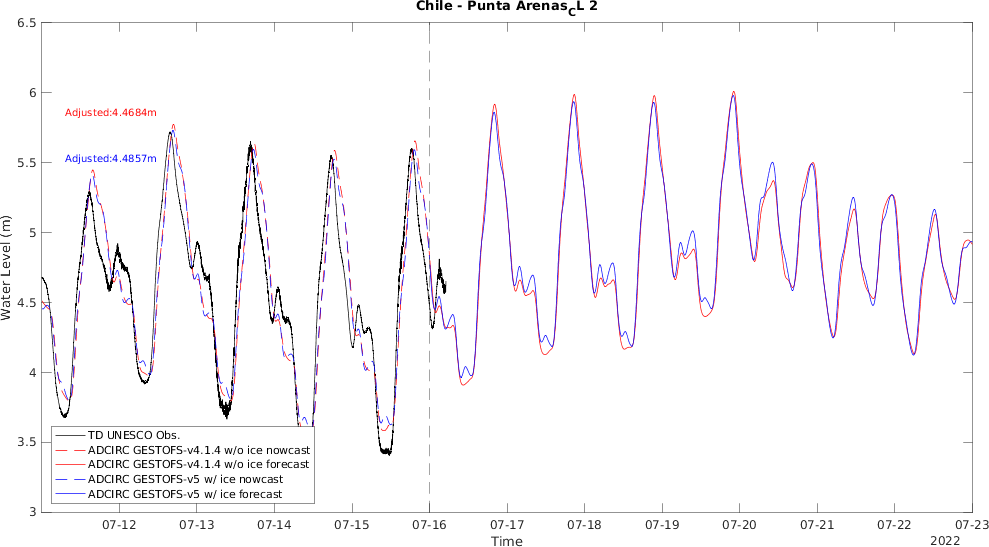 Chile - Punta Arenas_CL 2
6.5
6
5.5
5
4.5
4
3.5
3
Water Level (m)
Adjusted:4.4684m
Adjusted:4.4857m
TD UNESCO Obs.
ADCIRC GESTOFS-v4.1.4 w/o ice nowcast
ADCIRC GESTOFS-v4.1.4 w/o ice forecast
ADCIRC GESTOFS-v5 w/ ice nowcast
ADCIRC GESTOFS-v5 w/ ice forecast
07-12 07-13 07-14 07-15 07-16 07-17 07-18 07-19 07-20 07-21 07-22 07-23
Time
2022